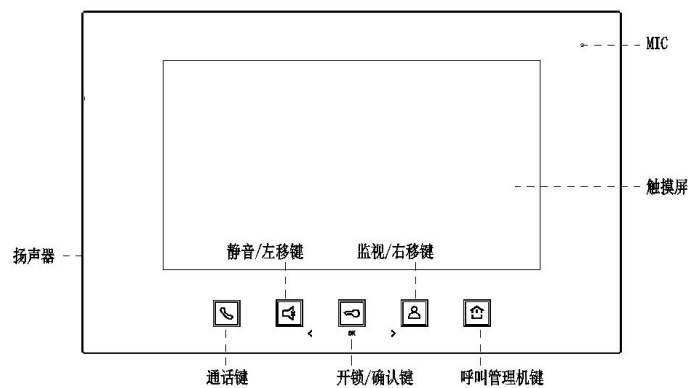 MIC
触摸屏
扬声器
静音/左移键
监视/右移键
< OK >
通话键
开锁/确认键
呼叫管理机键